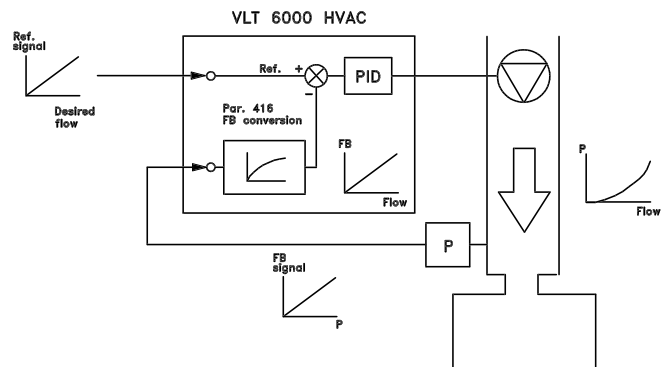 VLT 6000 HVAC
Ref.
signal
Desired
flow
Ref. +
PID
-
Par. 416
FB conversion
FB
Flow
P
Flow
P
FB
signal
P